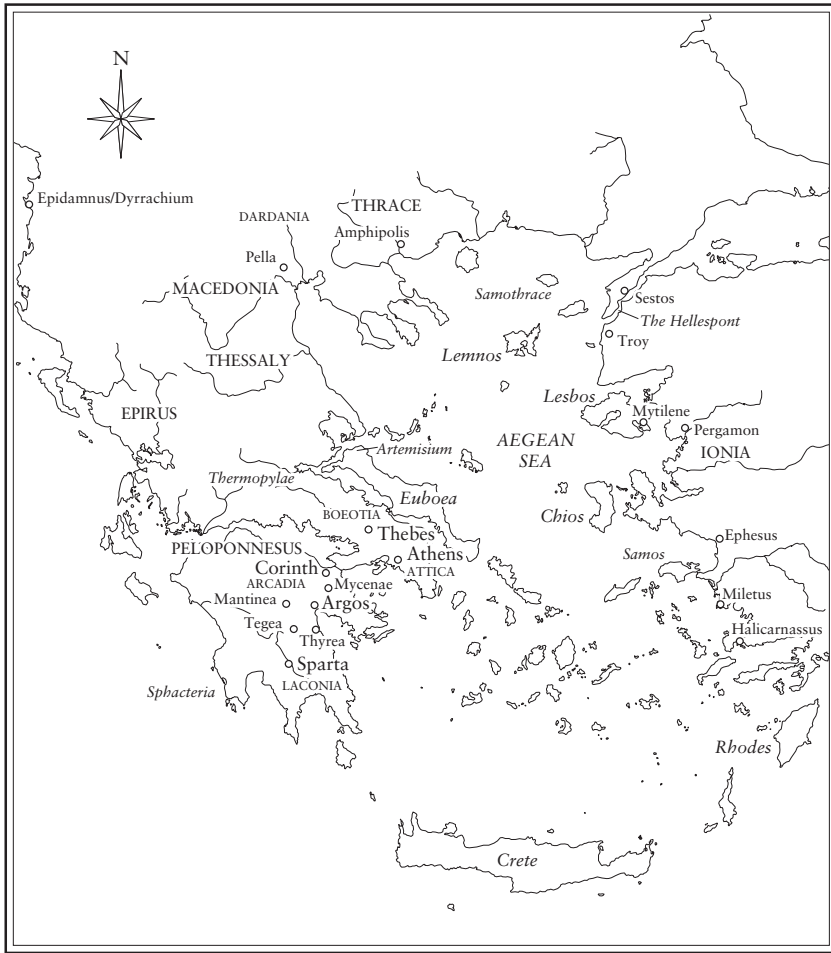 N
Epidamnus/Dyrrachium
THRACE
DARDANIA
Amphipolis
Pella
MACEDONIA
Samothrace
Sestos
The Hellespont
Troy
Lemnos
THESSALY
EPIRUS
Lesbos
Mytilene
Pergamon
AEGEAN
SEA
IONIA
Artemisium
Thermopylae
Euboea
Chios
BOEOTIA
Thebes
Ephesus
PELOPONNESUS
Athens
Samos
Corinth
ATTICA
ARCADIA
Mycenae
Miletus
Mantinea
Argos
Tegea
Thyrea
Halicarnassus
Sparta
LACONIA
Sphacteria
Rhodes
Crete